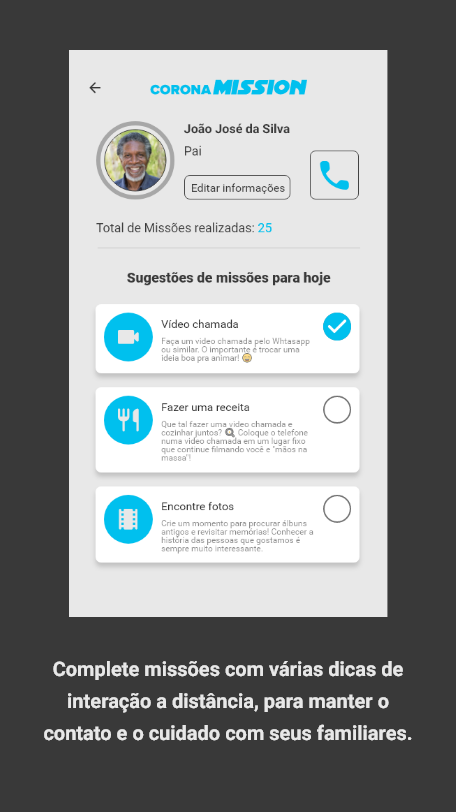 CORONA MISSION
João José da Silva
Pai
Editar informações
Total de Missões realizadas: 25
Sugestões de missões para hoje
Vídeo chamada
Faça um vídeo chamada pelo Whtasapp
ou similar. O importante é trocar uma
ideia boa pra animar! 😄
Fazer uma receita
Que tal fazer uma vídeo chamada e
cozinhar juntos? 🍳 Coloque o telefone
numa vídeo chamada em um lugar fixo
que continue filmando você e "mãos na
massa"!
Encontre fotos
Crie um momento para procurar álbuns
antigos e revisitar memórias! Conhecer a
história das pessoas que gostamos é
sempre muito interessante.
Complete missões com várias dicas de
interação a distância, para manter o
contato e o cuidado com seus familiares.